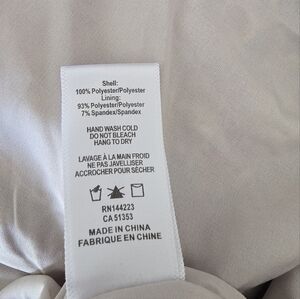 Shell:
100% Polyester/Polyester
Lining:
93% Polyester/Polyester
7% Spandex/Spandex
HAND WASH COLD
DO NOT BLEACH
HANG TO DRY
LAVAGE À LA MAIN FROID
NE PAS JAVELLISER
ACCROCHER POUR SÉCHER
RN144223
CA 51353
MADE IN CHINA
FABRIQUE EN CHINE